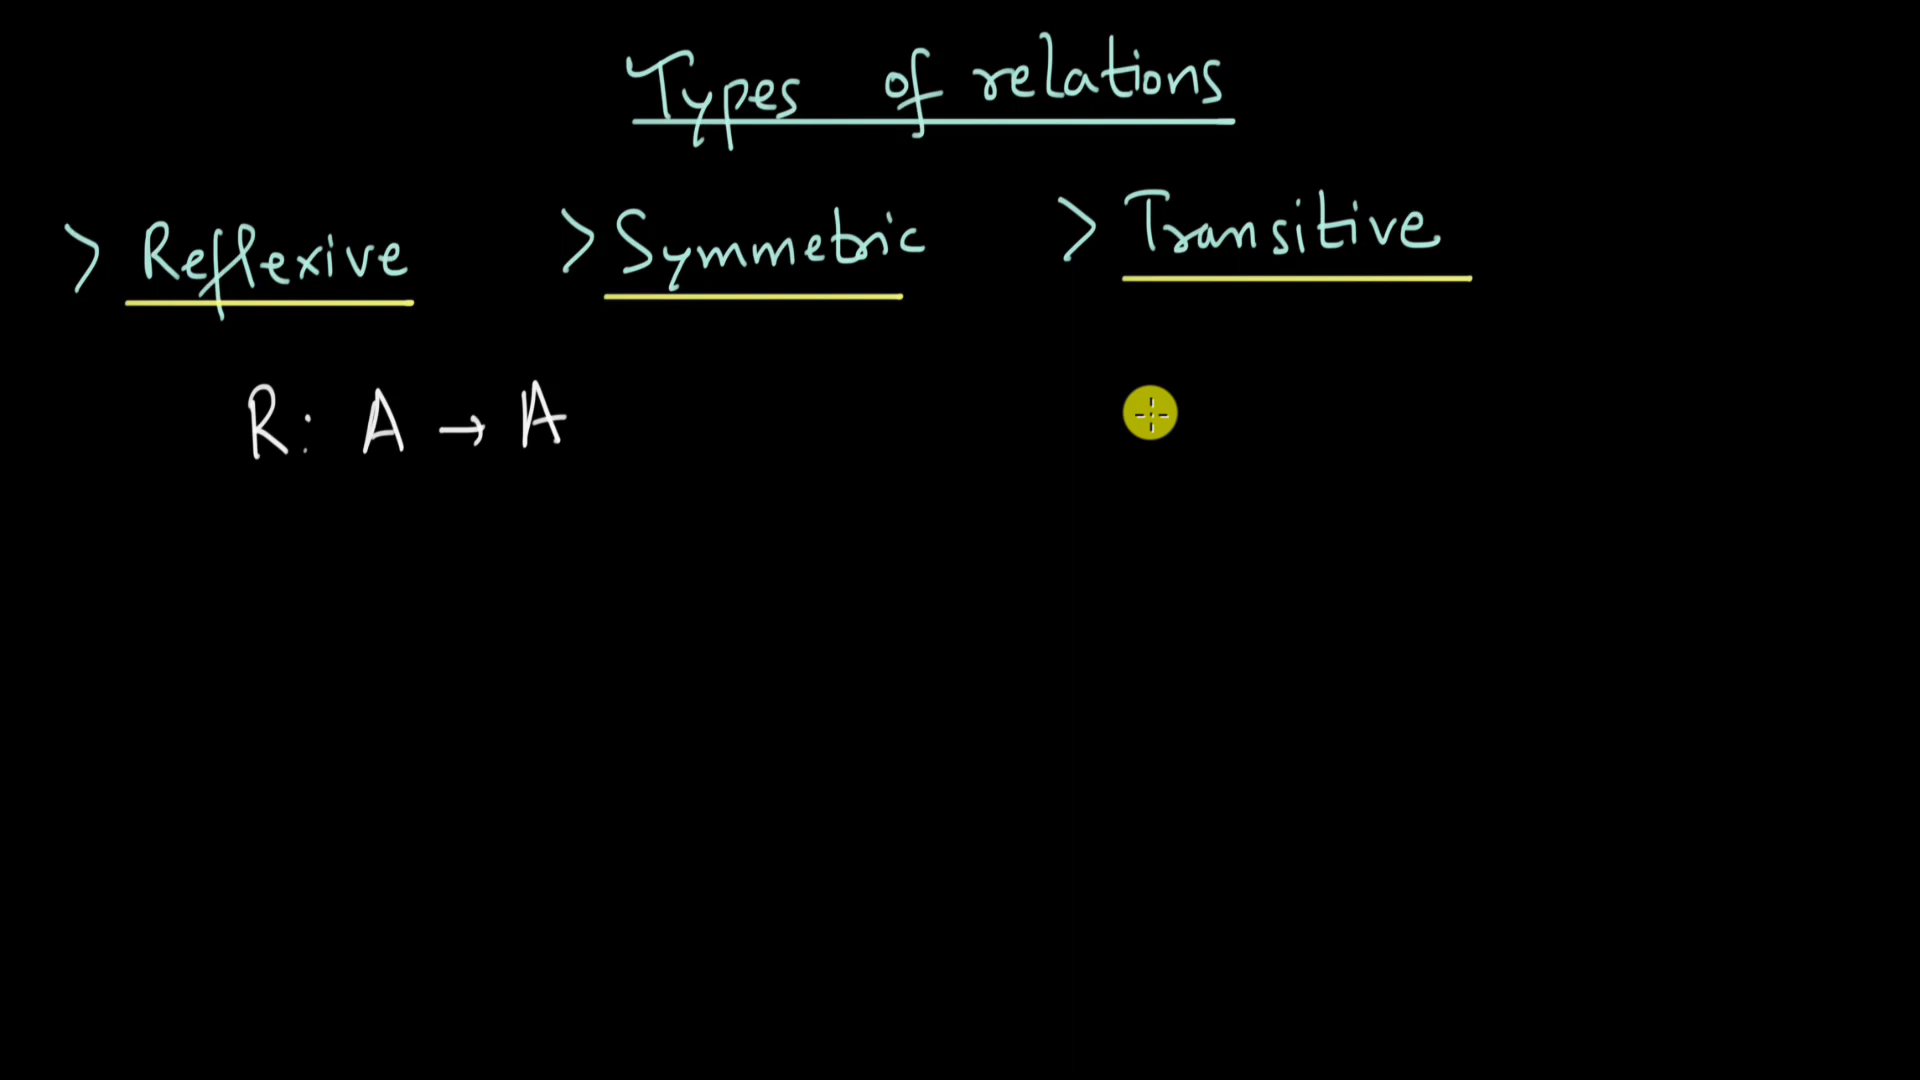 Types of relations
> Reflexive > Symmetric > Transitive
R: A → A